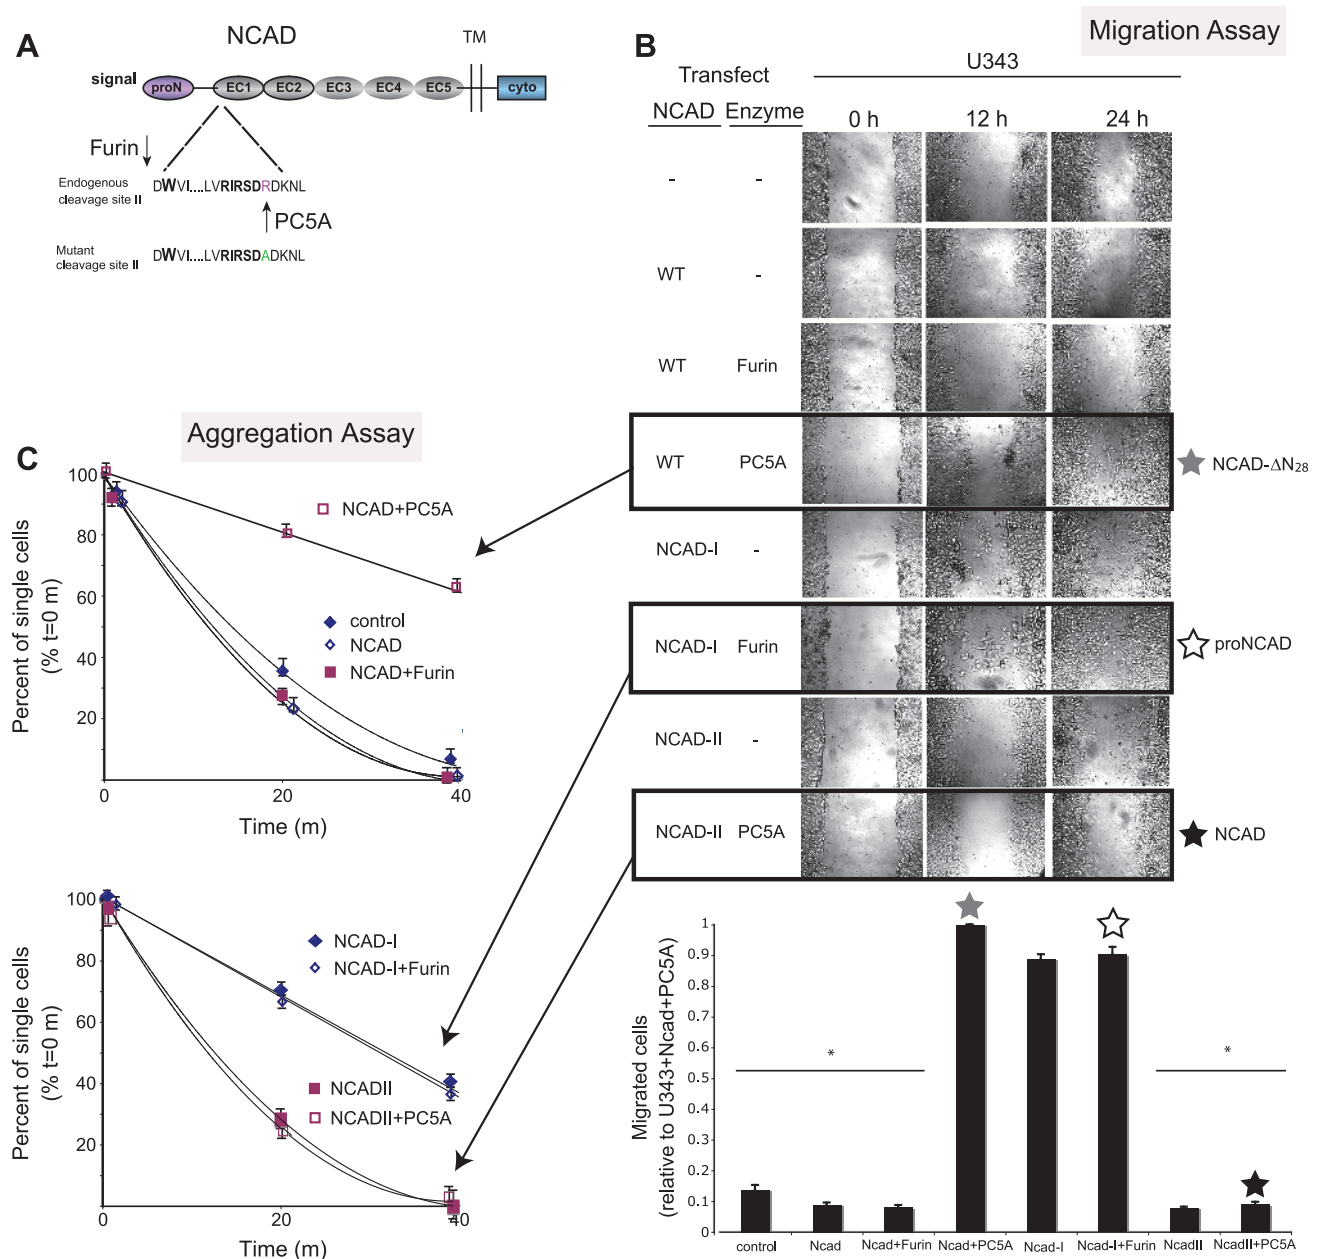 A
NCAD
TM
signal
proN
EC1
EC2
EC3
EC4
EC5
cyto
Furin
Endogenous
cleavage site II
DWVI....LVRIRSDRDKNL
PC5A
Mutant
cleavage site II
DWVI....LVRIRSDADKNL
B
Migration Assay
U343
Transfect
NCAD Enzyme
0 h 12 h 24 h
- -
WT -
WT Furin
WT PC5A
NCAD-ΔN28
NCAD-I -
NCAD-I Furin
proNCAD
NCAD-II -
NCAD-II PC5A
NCAD
C
Aggregation Assay
Percent of single cells
(% t=0 m)
100
80
60
40
20
NCAD+PC5A
control
NCAD
NCAD+Furin
0 20 40
Time (m)
Percent of single cells
(% t=0 m)
100
80
60
40
20
NCAD-I
NCAD-I+Furin
NCADII
NCADII+PC5A
0 20 40
Time (m)
Migrated cells
(relative to U343+Ncad+PC5A)
1
0.9
0.8
0.7
0.6
0.5
0.4
0.3
0.2
0.1
0
* *
control Ncad Ncad+Furin Ncad+PC5A Ncad-I Ncad-I+Furin NcadII NcadII+PC5A